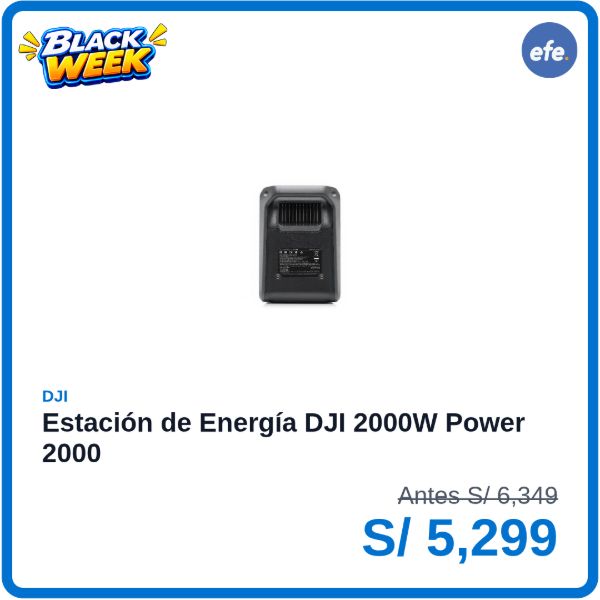 BLACK
WEEK
efe.
DJI
Estación de Energía DJI 2000W Power
2000
Antes S/ 6,349
S/ 5,299